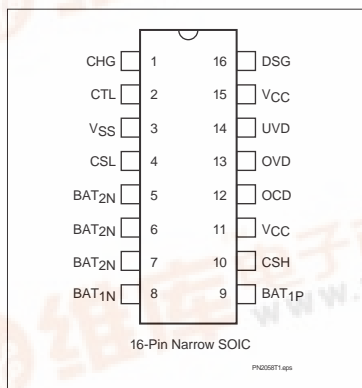 CHG 1 16 DSG
CTL 2 15 VCC
VSS 3 14 UVD
CSL 4 13 OVD
BAT2N 5 12 OCD
BAT2N 6 11 VCC
BAT2N 7 10 CSH
BAT1N 8 9 BAT1P
16-Pin Narrow SOIC
PN2058T1.eps